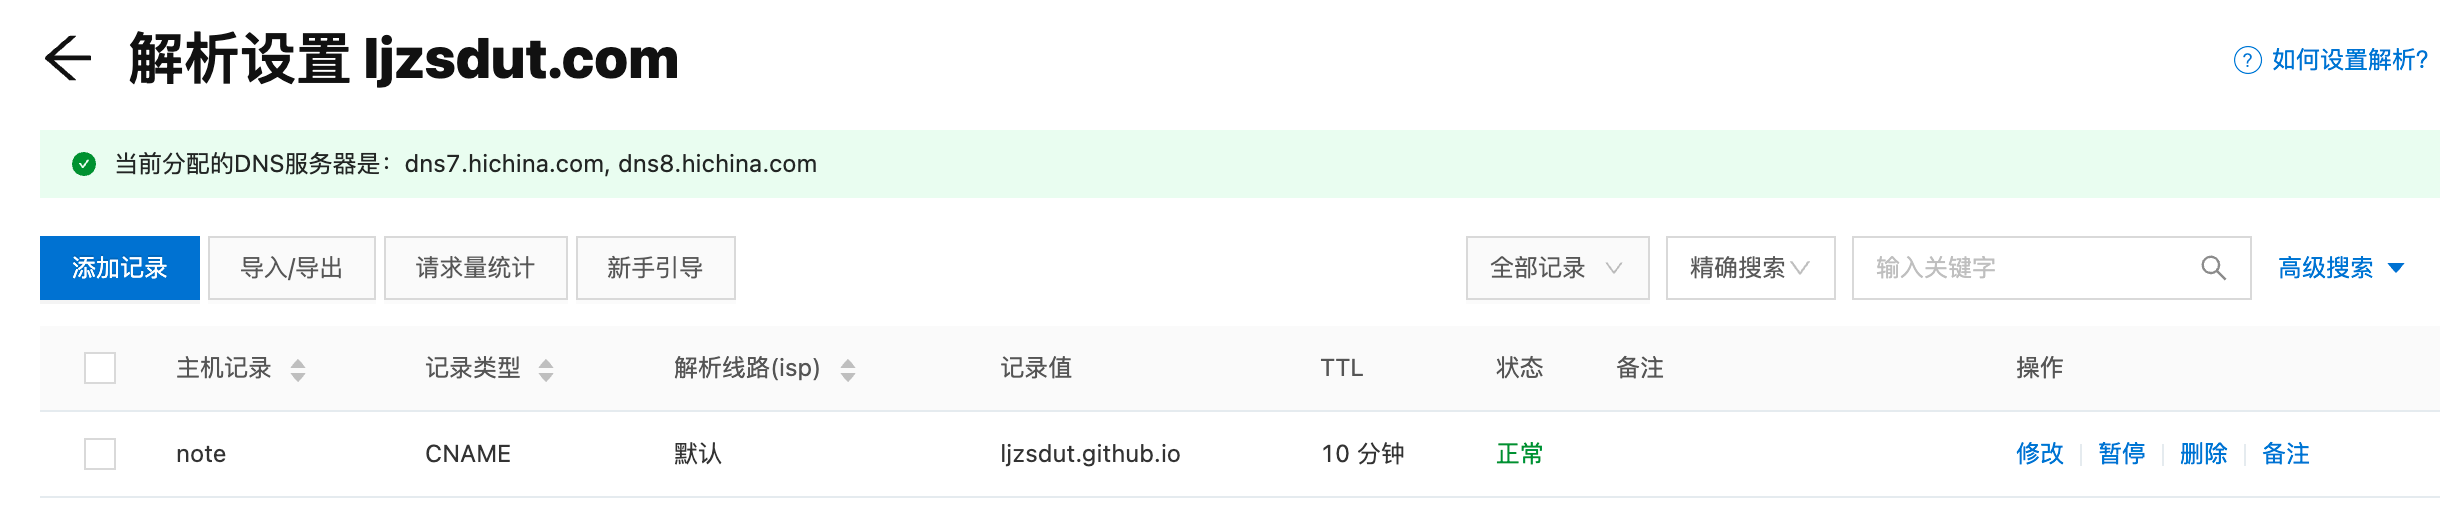 解析设置 ljzsdut.com
如何设置解析?
当前分配的DNS服务器是：dns7.hichina.com, dns8.hichina.com
添加记录 导入/导出 请求量统计 新手引导 全部记录 精确搜索 输入关键字 高级搜索
主机记录 记录类型 解析线路(isp) 记录值 TTL 状态 备注 操作
note CNAME 默认 ljzsdut.github.io 10 分钟 正常 修改 暂停 删除 备注